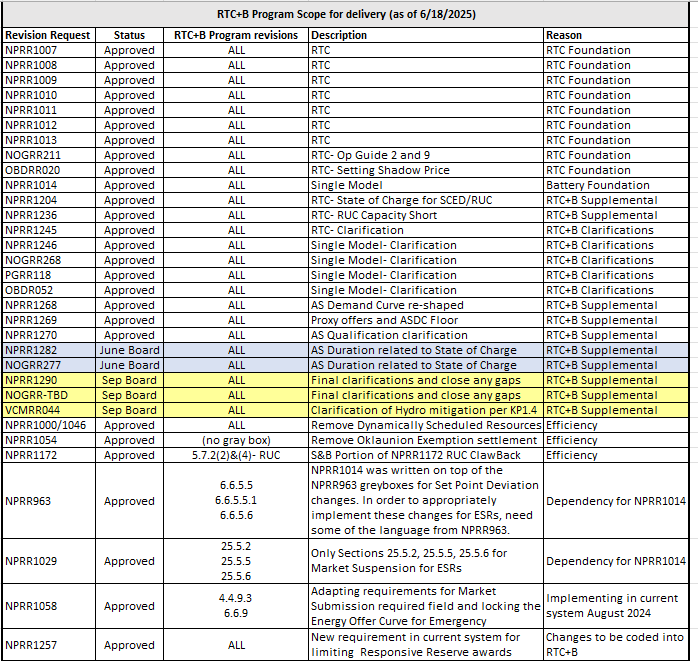 RTC+B Program Scope for delivery (as of 6/18/2025)
Revision Request Status RTC+B Program revisions Description Reason
NPRR1007 Approved ALL RTC RTC Foundation
NPRR1008 Approved ALL RTC RTC Foundation
NPRR1009 Approved ALL RTC RTC Foundation
NPRR1010 Approved ALL RTC RTC Foundation
NPRR1011 Approved ALL RTC RTC Foundation
NPRR1012 Approved ALL RTC RTC Foundation
NPRR1013 Approved ALL RTC RTC Foundation
NOGRR211 Approved ALL RTC- Op Guide 2 and 9 RTC Foundation
OBDRR020 Approved ALL RTC- Setting Shadow Price RTC Foundation
NPRR1014 Approved ALL Single Model Battery Foundation
NPRR1204 Approved ALL RTC- State of Charge for SCED/RUC RTC+B Supplemental
NPRR1236 Approved ALL RTC- RUC Capacity Short RTC+B Supplemental
NPRR1245 Approved ALL RTC- Clarification RTC+B Clarifications
NPRR1246 Approved ALL Single Model- Clarification RTC+B Clarifications
NOGRR268 Approved ALL Single Model- Clarification RTC+B Clarifications
PGRR118 Approved ALL Single Model- Clarification RTC+B Clarifications
OBDR052 Approved ALL Single Model- Clarification RTC+B Clarifications
NPRR1268 Approved ALL AS Demand Curve re-shaped RTC+B Supplemental
NPRR1269 Approved ALL Proxy offers and ASDC Floor RTC+B Supplemental
NPRR1270 Approved ALL AS Qualification clarification RTC+B Supplemental
NPRR1282 June Board ALL AS Duration related to State of Charge RTC+B Supplemental
NOGRR277 June Board ALL AS Duration related to State of Charge RTC+B Supplemental
NPRR1290 Sep Board ALL Final clarifications and close any gaps RTC+B Supplemental
NOGRR-TBD Sep Board ALL Final clarifications and close any gaps RTC+B Supplemental
VCMRR044 Sep Board ALL Clarification of Hydro mitigation per KP1.4 RTC+B Supplemental
NPRR1000/1046 Approved ALL Remove Dynamically Scheduled Resources Efficiency
NPRR1054 Approved (no gray box) Remove Oklaunion Exemption settlement Efficiency
NPRR1172 Approved 5.7.2(2)&(4)- RUC S&B Portion of NPRR1172 RUC ClawBack Efficiency
NPRR963 Approved
6.6.5.5
6.6.5.5.1
6.6.5.6
NPRR1014 was written on top of the
NPRR963 greyboxes for Set Point Deviation
changes. In order to appropriately
implement these changes for ESRs, need
some of the language from NPRR963.
Dependency for NPRR1014
NPRR1029 Approved
25.5.2
25.5.5
25.5.6
Only Sections 25.5.2, 25.5.5, 25.5.6 for
Market Suspension for ESRs
Dependency for NPRR1014
NPRR1058 Approved
4.4.9.3
6.6.9
Adapting requirements for Market
Submission required field and locking the
Energy Offer Curve for Emergency
Implementing in current
system August 2024
NPRR1257 Approved ALL
New requirement in current system for
limiting Responsive Reserve awards
Changes to be coded into
RTC+B